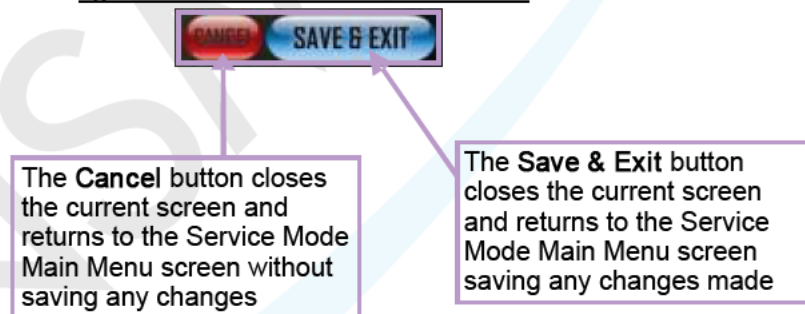 CANCEL SAVE & EXIT
The Cancel button closes
the current screen and
returns to the Service Mode
Main Menu screen without
saving any changes
The Save & Exit button
closes the current screen
and returns to the Service
Mode Main Menu screen
saving any changes made